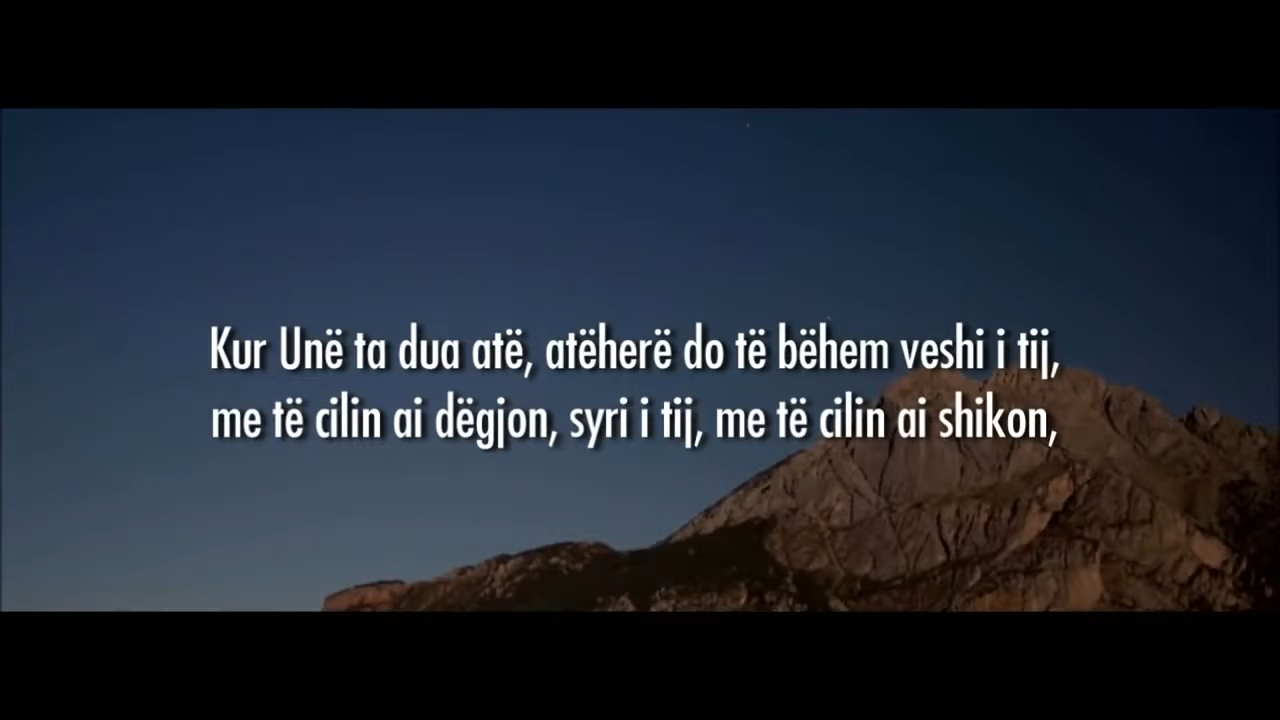 Kur Unë ta dua atë, atëherë do të bëhem veshi i tij,
me të cilin ai dëgjon, syri i tij, me të cilin ai shikon,